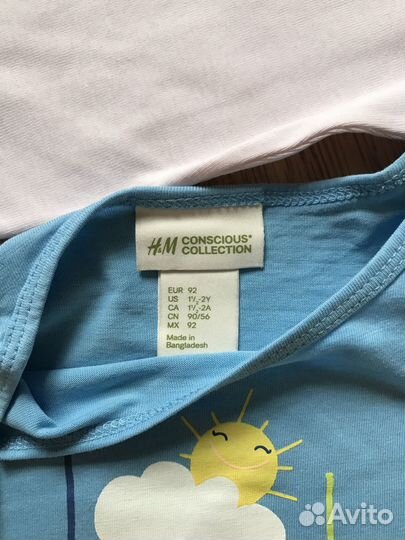 H&M CONSCIOUS*
COLLECTION
EUR 92
US 1½-2Y
CA 1½-2A
CN 90/56
MX 92
Made in
Bangladesh
Avito